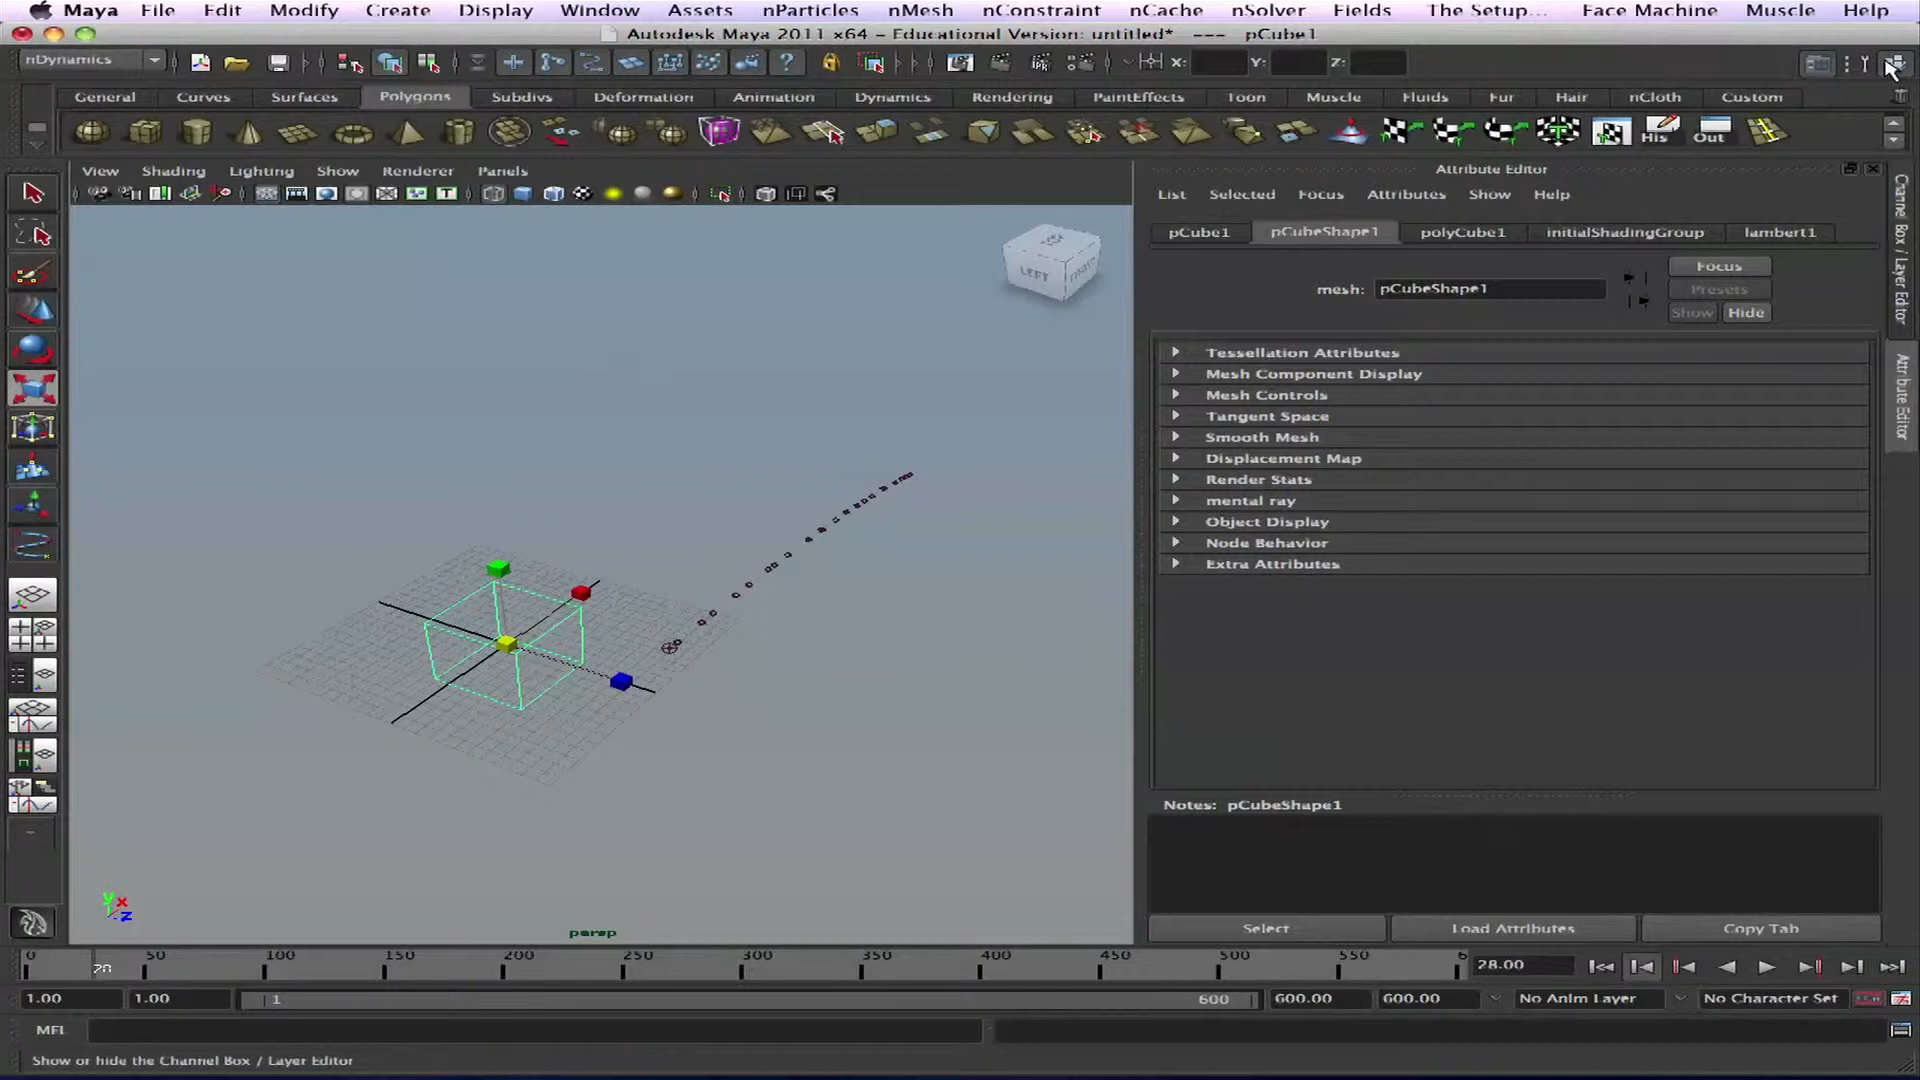 Maya File Edit Modify Create Display Window Assets nParticles nMesh nConstraint nCache nSolver Fields The Setup... Face Machine Muscle Help
Autodesk Maya 2011 x64 - Educational Version: untitled* --- pCube1
nDynamics X: Y: Z:
General Curves Surfaces Polygons Subdivs Deformation Animation Dynamics Rendering PaintEffects Toon Muscle Fluids Fur Hair nCloth Custom
His Out
View Shading Lighting Show Renderer Panels
Attribute Editor
List Selected Focus Attributes Show Help
pCube1 pCubeShape1 polyCube1 initialShadingGroup lambert1
Focus
mesh: pCubeShape1
Presets
Show Hide
LEFT
Channel Box / Layer Editor
Attribute Editor
Tessellation Attributes
Mesh Component Display
Mesh Controls
Tangent Space
Smooth Mesh
Displacement Map
Render Stats
mental ray
Object Display
Node Behavior
Extra Attributes
Notes: pCubeShape1
y x z
persp
Select Load Attributes Copy Tab
0 50 100 150 200 250 300 350 400 450 500 550 6
28.00
1.00 1.00 1 600 600.00 600.00 No Anim Layer No Character Set
MEL
Show or hide the Channel Box / Layer Editor